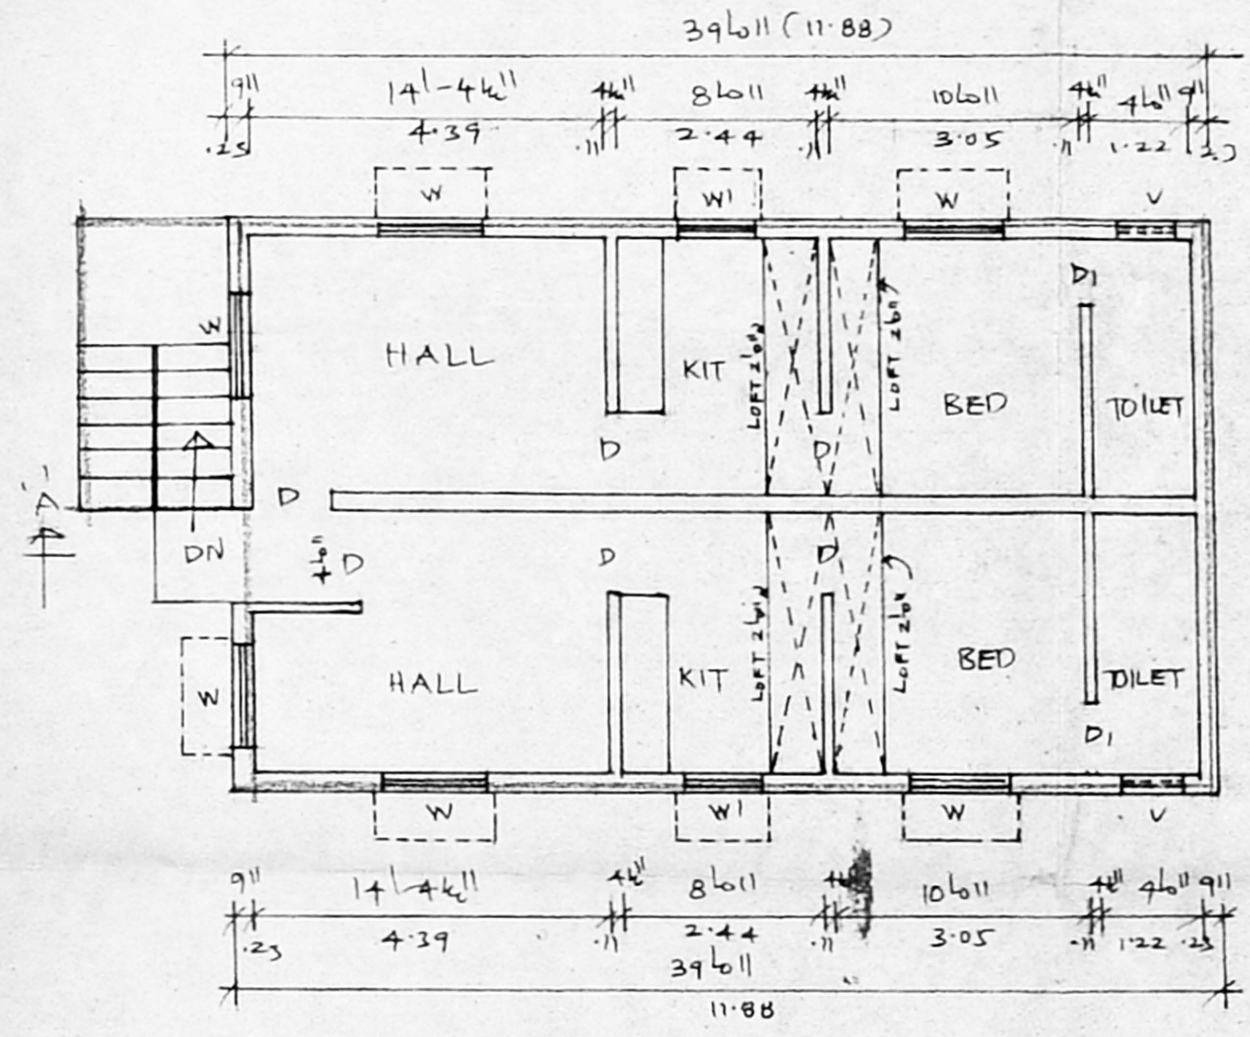 39'-0" (11.88)
9" 14'-4½" 4½" 8'-0" 4½" 10'-0" 4½" 4'-0" 9"
.23 4.39 .11 2.44 .11 3.05 .11 1.22 .23
W W1 W V
W
HALL KIT LOFT 2'-0" LOFT 2'-0" BED D1 TOILET
D D D
DN D D D
4'-0"
W
HALL KIT LOFT 2'-0" LOFT 2'-0" BED TOILET
D1
W W1 W V
9" 14'-4½" 4½" 8'-0" 4½" 10'-0" 4½" 4'-0" 9"
.23 4.39 .11 2.44 .11 3.05 .11 1.22 .23
39'-0"
11.88